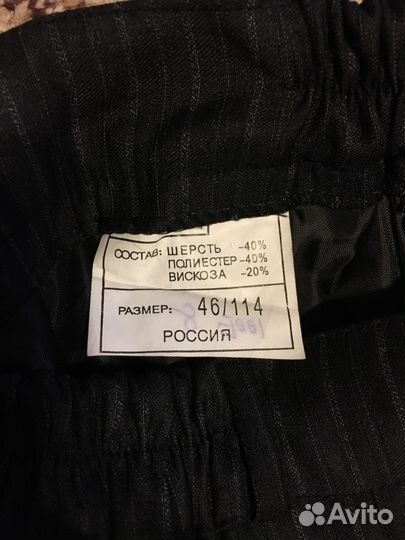 СОСТАВ: ШЕРСТЬ -40%
ПОЛИЕСТЕР -40%
ВИСКОЗА -20%
РАЗМЕР: 46/114
РОССИЯ
Avito